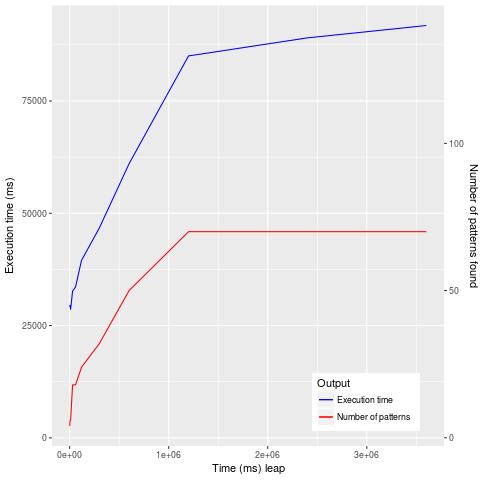 75000
50000
25000
0
Execution time (ms)
100
50
0
Number of patterns found
Output
Execution time
Number of patterns
0e+00
1e+06
2e+06
3e+06
Time (ms) leap